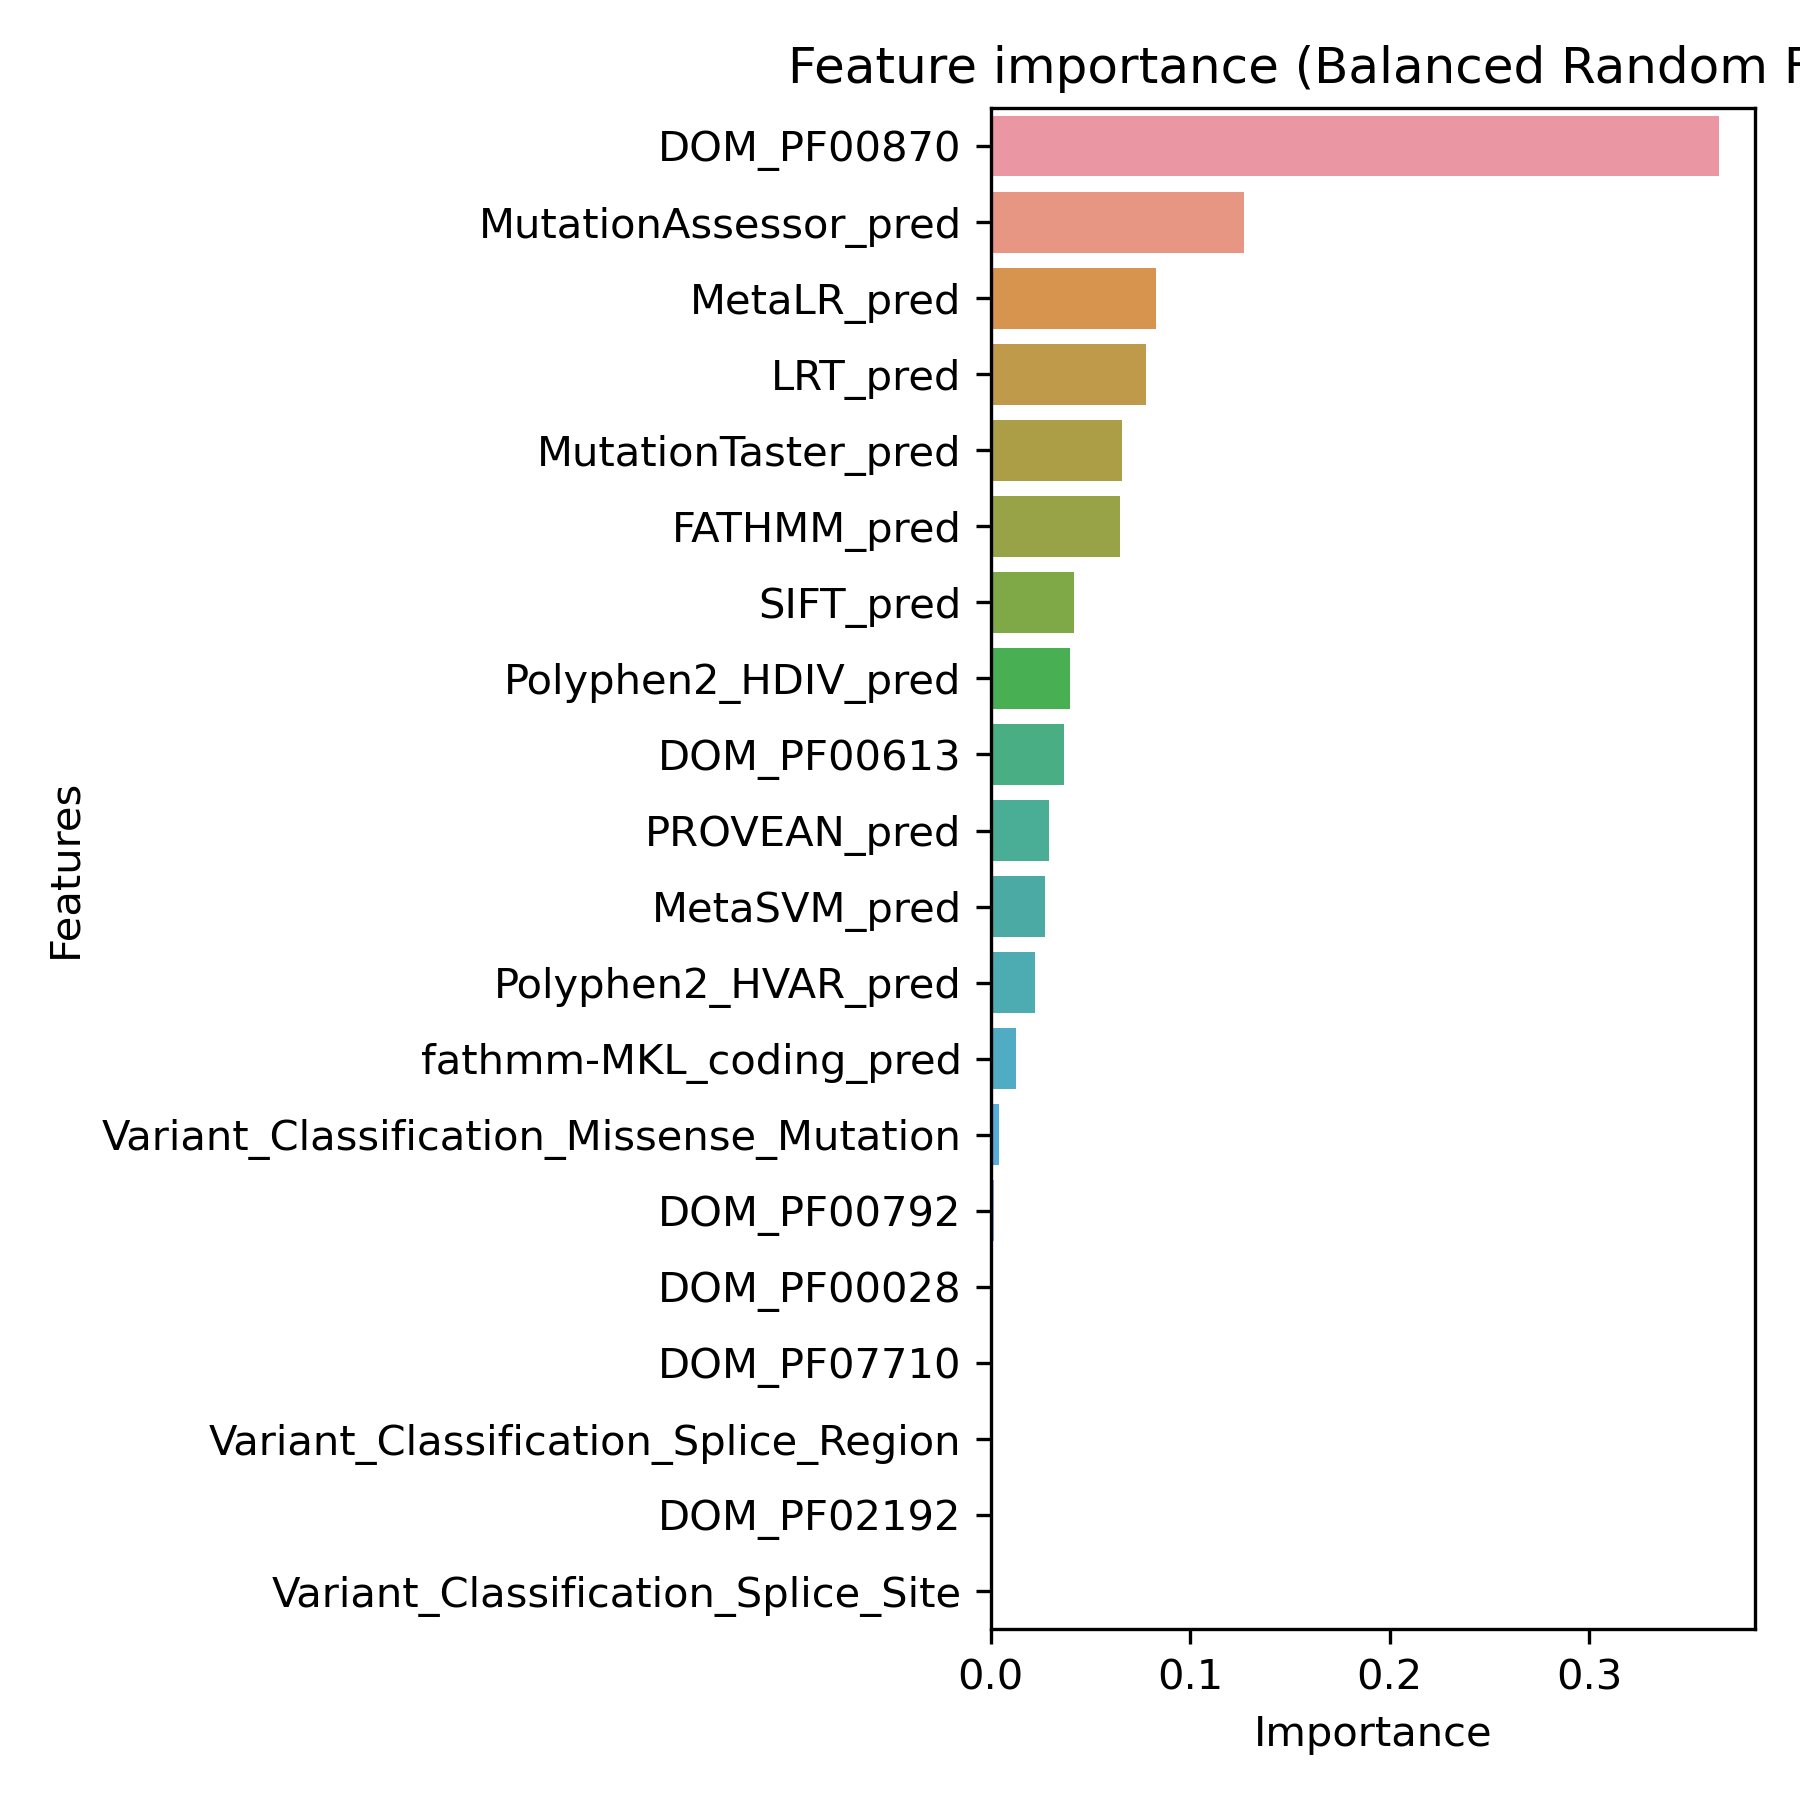 Feature importance (Balanced Random F
DOM_PF00870
MutationAssessor_pred
MetaLR_pred
LRT_pred
MutationTaster_pred
FATHMM_pred
SIFT_pred
Polyphen2_HDIV_pred
DOM_PF00613
PROVEAN_pred
MetaSVM_pred
Polyphen2_HVAR_pred
fathmm-MKL_coding_pred
Variant_Classification_Missense_Mutation
DOM_PF00792
DOM_PF00028
DOM_PF07710
Variant_Classification_Splice_Region
DOM_PF02192
Variant_Classification_Splice_Site
Features
0.0 0.1 0.2 0.3
Importance